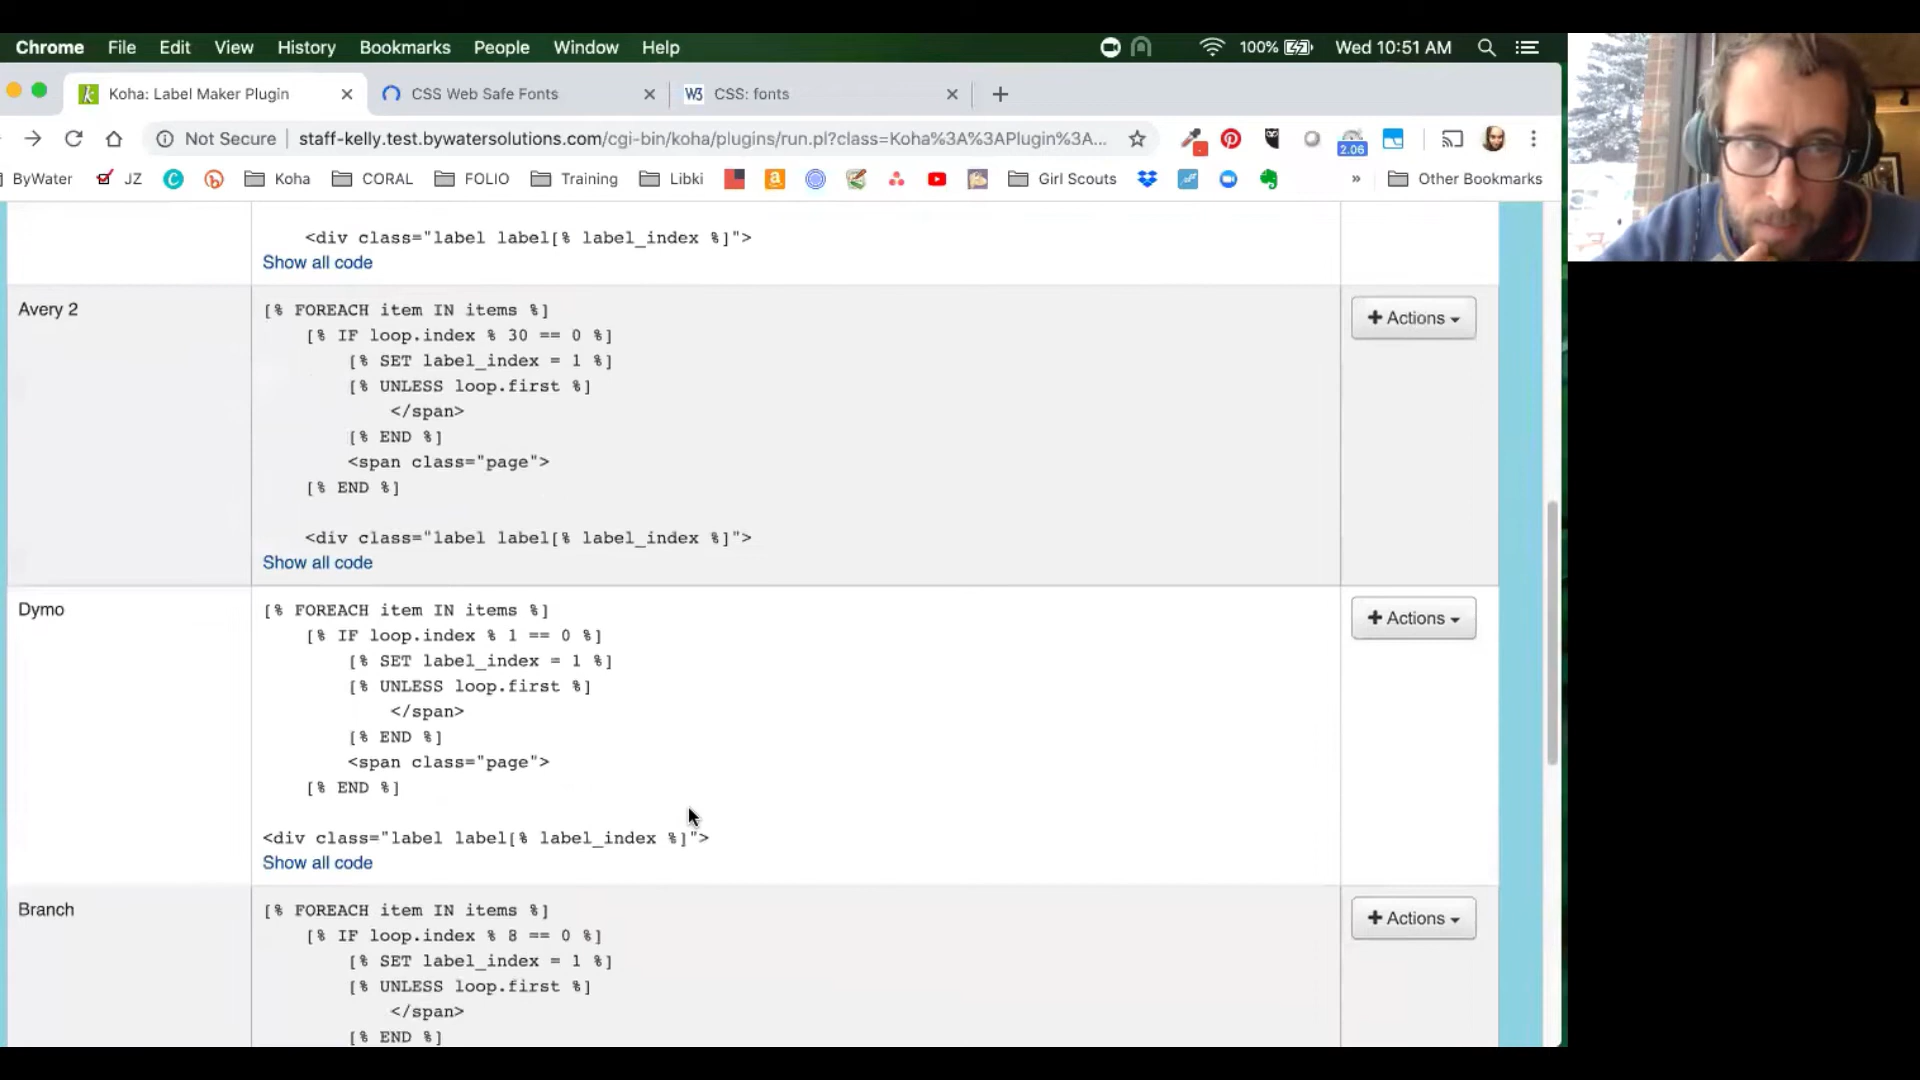 Chrome File Edit View History Bookmarks People Window Help 100% Wed 10:51 AM
Koha: Label Maker Plugin CSS Web Safe Fonts W3 CSS: fonts
Not Secure staff-kelly.test.bywatersolutions.com/cgi-bin/koha/plugins/run.pl?class=Koha%3A%3APlugin%3A... 2.06
ByWater JZ Koha CORAL FOLIO Training Libki Girl Scouts » Other Bookmarks
<div class="label label[% label_index %]">
Show all code
Avery 2
[% FOREACH item IN items %]
[% IF loop.index % 30 == 0 %]
[% SET label_index = 1 %]
[% UNLESS loop.first %]
</span>
[% END %]
<span class="page">
[% END %]
<div class="label label[% label_index %]">
Show all code
+ Actions
Dymo
[% FOREACH item IN items %]
[% IF loop.index % 1 == 0 %]
[% SET label_index = 1 %]
[% UNLESS loop.first %]
</span>
[% END %]
<span class="page">
[% END %]
<div class="label label[% label_index %]">
Show all code
+ Actions
Branch
[% FOREACH item IN items %]
[% IF loop.index % 8 == 0 %]
[% SET label_index = 1 %]
[% UNLESS loop.first %]
</span>
[% END %]
+ Actions